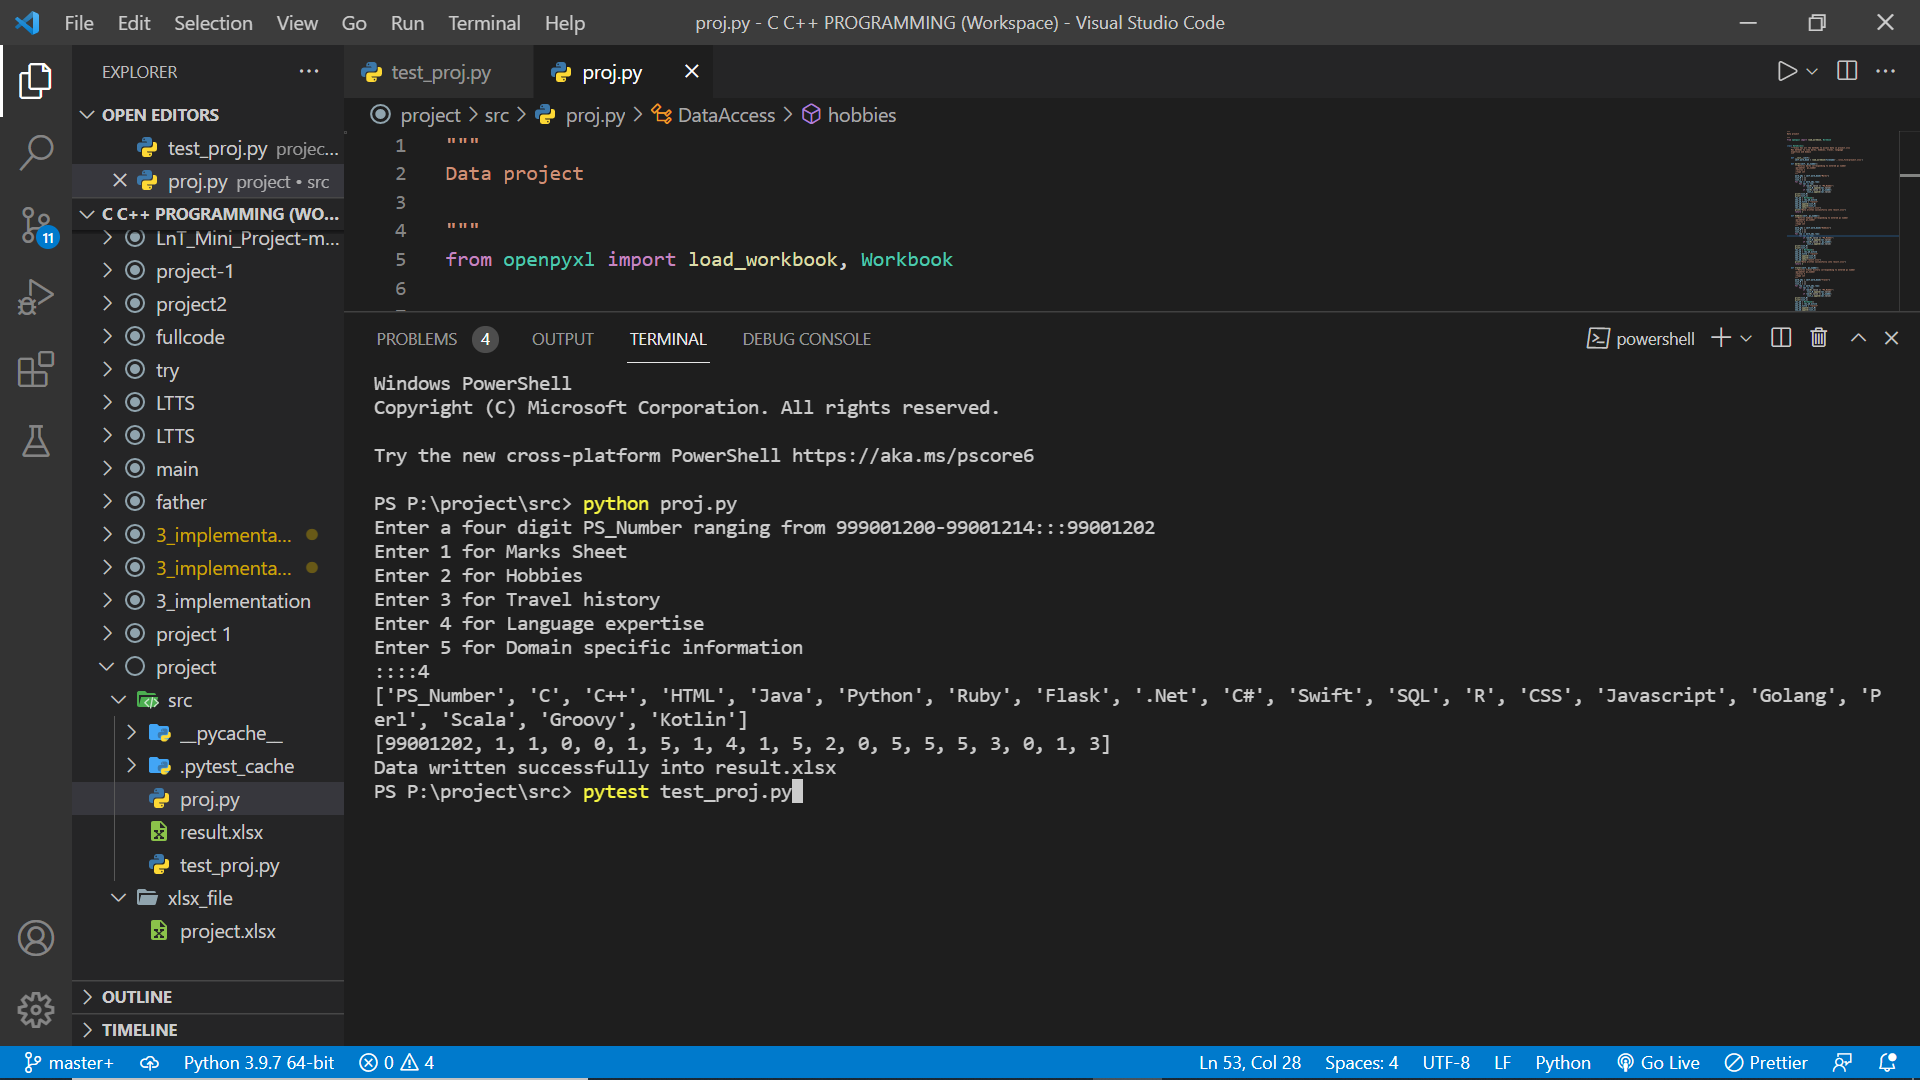 File Edit Selection View Go Run Terminal Help
proj.py - C C++ PROGRAMMING (Workspace) - Visual Studio Code
EXPLORER
OPEN EDITORS
test_proj.py projec...
proj.py project • src
C C++ PROGRAMMING (WO...
LnT_Mini_Project-m...
project-1
project2
fullcode
try
LTTS
LTTS
main
father
3_implementa...
3_implementa...
3_implementation
project 1
project
src
__pycache__
.pytest_cache
proj.py
result.xlsx
test_proj.py
xlsx_file
project.xlsx
OUTLINE
TIMELINE
11
test_proj.py
proj.py
project > src > proj.py > DataAccess > hobbies
1 """
2 Data project
3
4 """
5 from openpyxl import load_workbook, Workbook
6
PROBLEMS 4 OUTPUT TERMINAL DEBUG CONSOLE
powershell
Windows PowerShell
Copyright (C) Microsoft Corporation. All rights reserved.
Try the new cross-platform PowerShell https://aka.ms/pscore6
PS P:\project\src> python proj.py
Enter a four digit PS_Number ranging from 999001200-99001214:::99001202
Enter 1 for Marks Sheet
Enter 2 for Hobbies
Enter 3 for Travel history
Enter 4 for Language expertise
Enter 5 for Domain specific information
::::4
['PS_Number', 'C', 'C++', 'HTML', 'Java', 'Python', 'Ruby', 'Flask', '.Net', 'C#', 'Swift', 'SQL', 'R', 'CSS', 'Javascript', 'Golang', 'P
erl', 'Scala', 'Groovy', 'Kotlin']
[99001202, 1, 1, 0, 0, 1, 5, 1, 4, 1, 5, 2, 0, 5, 5, 5, 3, 0, 1, 3]
Data written successfully into result.xlsx
PS P:\project\src> pytest test_proj.py
master+ Python 3.9.7 64-bit 0 4
Ln 53, Col 28 Spaces: 4 UTF-8 LF Python Go Live Prettier